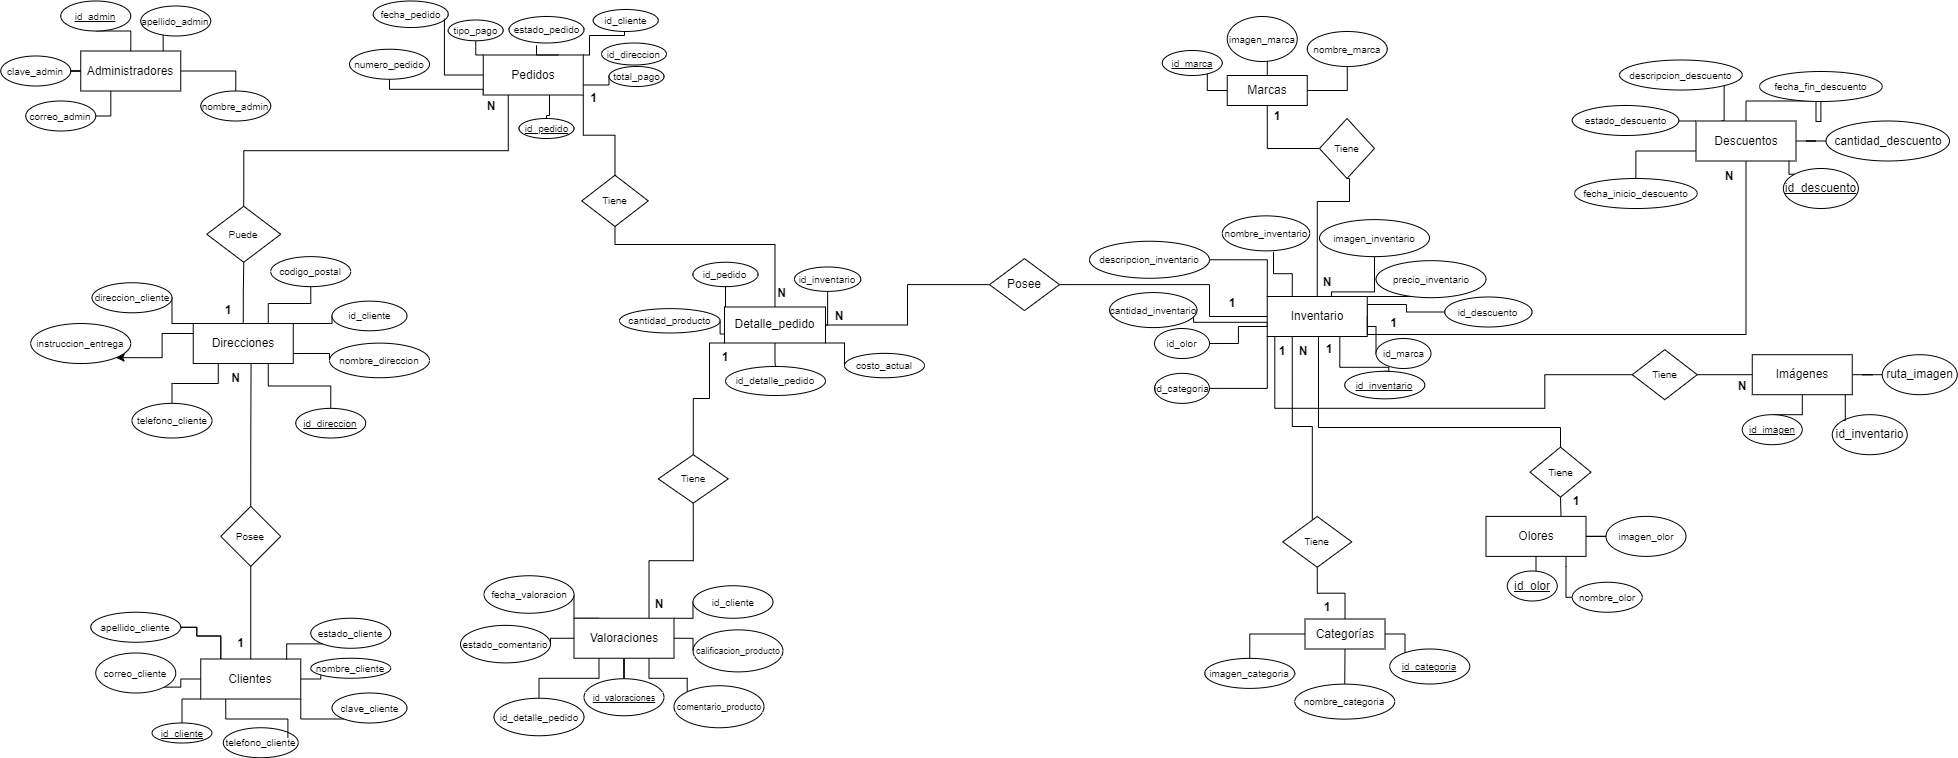 id_admin
apellido_admin
Administradores
clave_admin
nombre_admin
correo_admin
fecha_pedido
tipo_pago
estado_pedido
id_cliente
id_direccion
numero_pedido
Pedidos
total_pago
N
1
id_pedido
Puede
Tiene
imagen_marca
id_marca
nombre_marca
Marcas
1
Tiene
descripcion_descuento
fecha_fin_descuento
estado_descuento
Descuentos
cantidad_descuento
N
fecha_inicio_descuento
id_descuento
codigo_postal
direccion_cliente
1
id_cliente
instruccion_entrega
Direcciones
nombre_direccion
N
telefono_cliente
id_direccion
id_pedido
id_inventario
N
cantidad_producto
Detalle_pedido
N
1
id_detalle_pedido
costo_actual
Posee
nombre_inventario
imagen_inventario
descripcion_inventario
precio_inventario
N
1
cantidad_inventario
Inventario
id_descuento
1
id_olor
1
N
1
id_marca
id_categoria
id_inventario
Tiene
N
Imágenes
ruta_imagen
id_imagen
id_inventario
Tiene
1
Olores
imagen_olor
id_olor
nombre_olor
Posee
1
apellido_cliente
estado_cliente
correo_cliente
Clientes
nombre_cliente
clave_cliente
id_cliente
telefono_cliente
Tiene
fecha_valoracion
N
id_cliente
estado_comentario
Valoraciones
calificacion_producto
id_detalle_pedido
id_valoraciones
comentario_producto
Tiene
1
Categorías
imagen_categoria
id_categoria
nombre_categoria